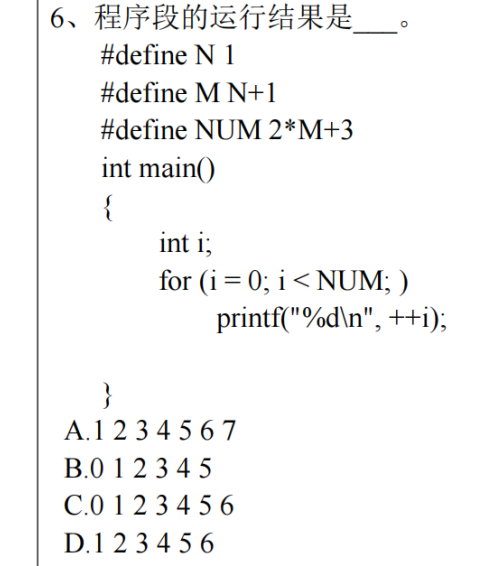 6、程序段的运行结果是___。
#define N 1
#define M N+1
#define NUM 2*M+3
int main()
{
int i;
for (i = 0; i < NUM; )
printf("%d\n", ++i);
}
A.1 2 3 4 5 6 7
B.0 1 2 3 4 5
C.0 1 2 3 4 5 6
D.1 2 3 4 5 6